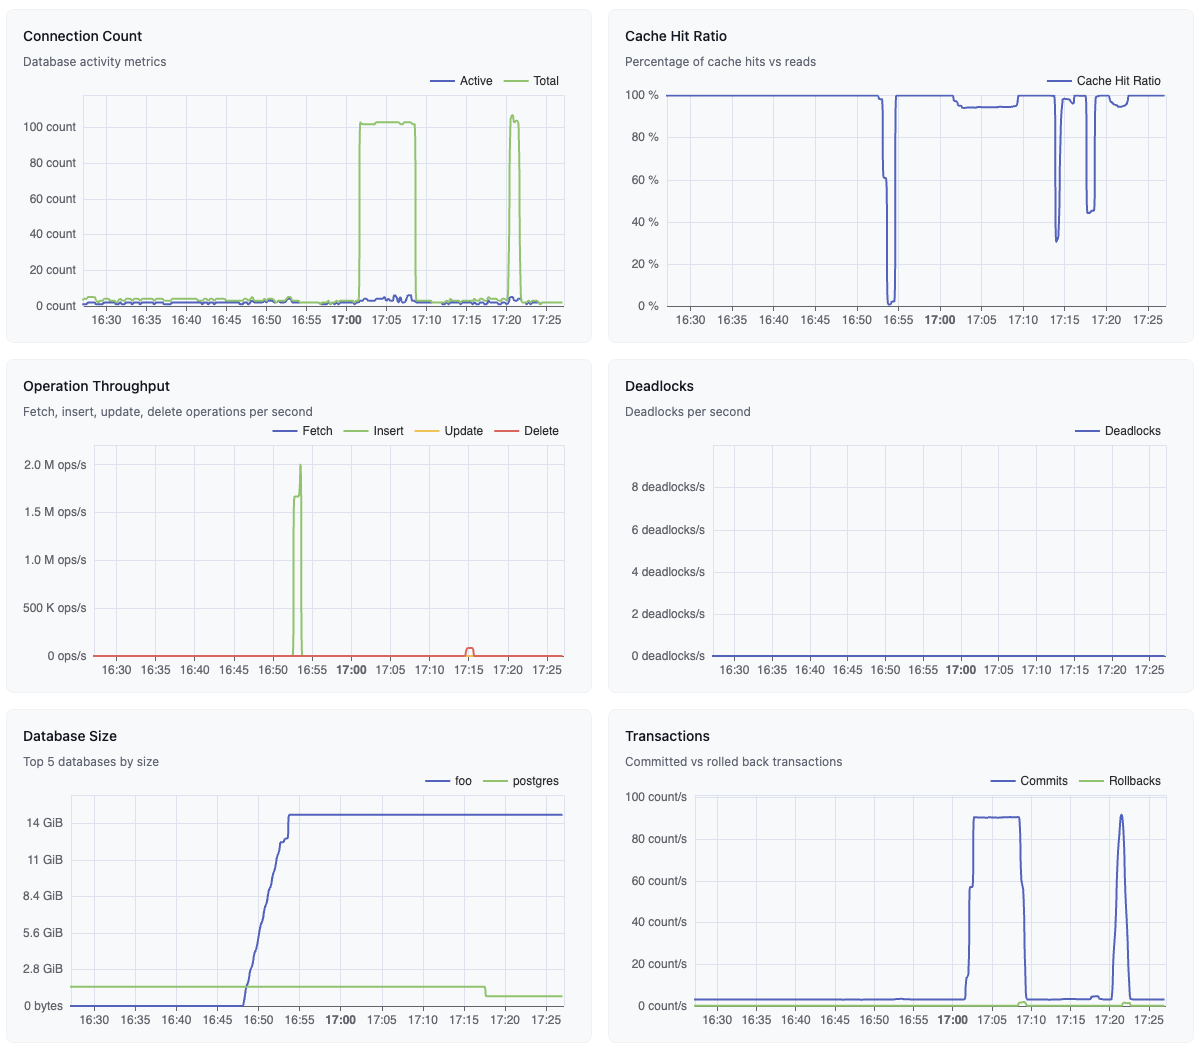 Connection Count
Database activity metrics
Active Total
100 count
80 count
60 count
40 count
20 count
0 count
16:30 16:35 16:40 16:45 16:50 16:55 17:00 17:05 17:10 17:15 17:20 17:25
Cache Hit Ratio
Percentage of cache hits vs reads
Cache Hit Ratio
100 %
80 %
60 %
40 %
20 %
0 %
16:30 16:35 16:40 16:45 16:50 16:55 17:00 17:05 17:10 17:15 17:20 17:25
Operation Throughput
Fetch, insert, update, delete operations per second
Fetch Insert Update Delete
2.0 M ops/s
1.5 M ops/s
1.0 M ops/s
500 K ops/s
0 ops/s
16:30 16:35 16:40 16:45 16:50 16:55 17:00 17:05 17:10 17:15 17:20 17:25
Deadlocks
Deadlocks per second
Deadlocks
8 deadlocks/s
6 deadlocks/s
4 deadlocks/s
2 deadlocks/s
0 deadlocks/s
16:30 16:35 16:40 16:45 16:50 16:55 17:00 17:05 17:10 17:15 17:20 17:25
Database Size
Top 5 databases by size
foo postgres
14 GiB
11 GiB
8.4 GiB
5.6 GiB
2.8 GiB
0 bytes
16:30 16:35 16:40 16:45 16:50 16:55 17:00 17:05 17:10 17:15 17:20 17:25
Transactions
Committed vs rolled back transactions
Commits Rollbacks
100 count/s
80 count/s
60 count/s
40 count/s
20 count/s
0 count/s
16:30 16:35 16:40 16:45 16:50 16:55 17:00 17:05 17:10 17:15 17:20 17:25